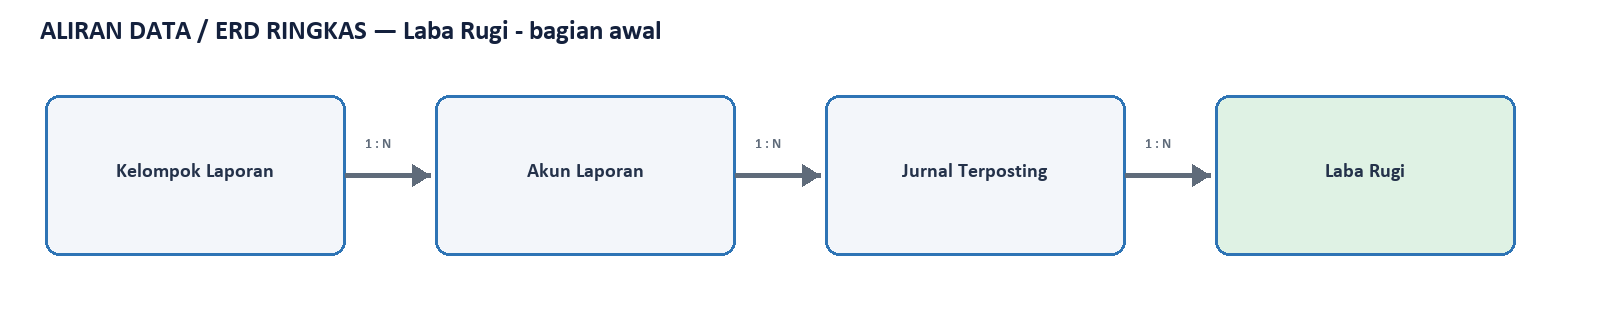 ALIRAN DATA / ERD RINGKAS — Laba Rugi - bagian awal
Kelompok Laporan
1 : N
Akun Laporan
1 : N
Jurnal Terposting
1 : N
Laba Rugi